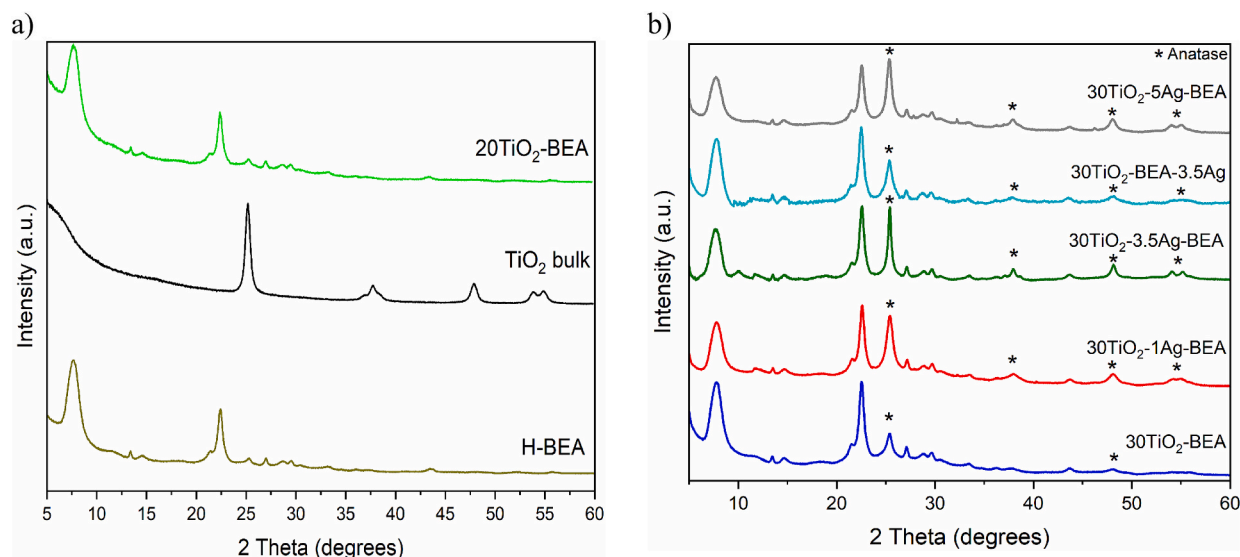 a)
Intensity (a.u.)
20TiO₂-BEA
TiO₂ bulk
H-BEA
5 10 15 20 25 30 35 40 45 50 55 60
2 Theta (degrees)
b)
Intensity (a.u.)
* Anatase
*
30TiO₂-5Ag-BEA
* * *
*
30TiO₂-BEA-3.5Ag
* * *
*
30TiO₂-3.5Ag-BEA
* * *
*
30TiO₂-1Ag-BEA
* * *
*
30TiO₂-BEA
*
10 20 30 40 50 60
2 Theta (degrees)